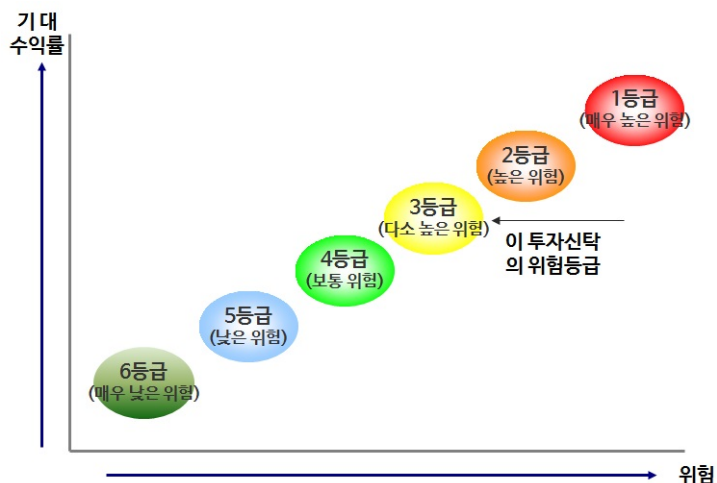 기 대
수익률
1등급
(매우 높은 위험)
2등급
(높은 위험)
3등급
(다소 높은 위험)
이 투자신탁
의 위험등급
4등급
(보통 위험)
5등급
(낮은 위험)
6등급
(매우 낮은 위험)
위험